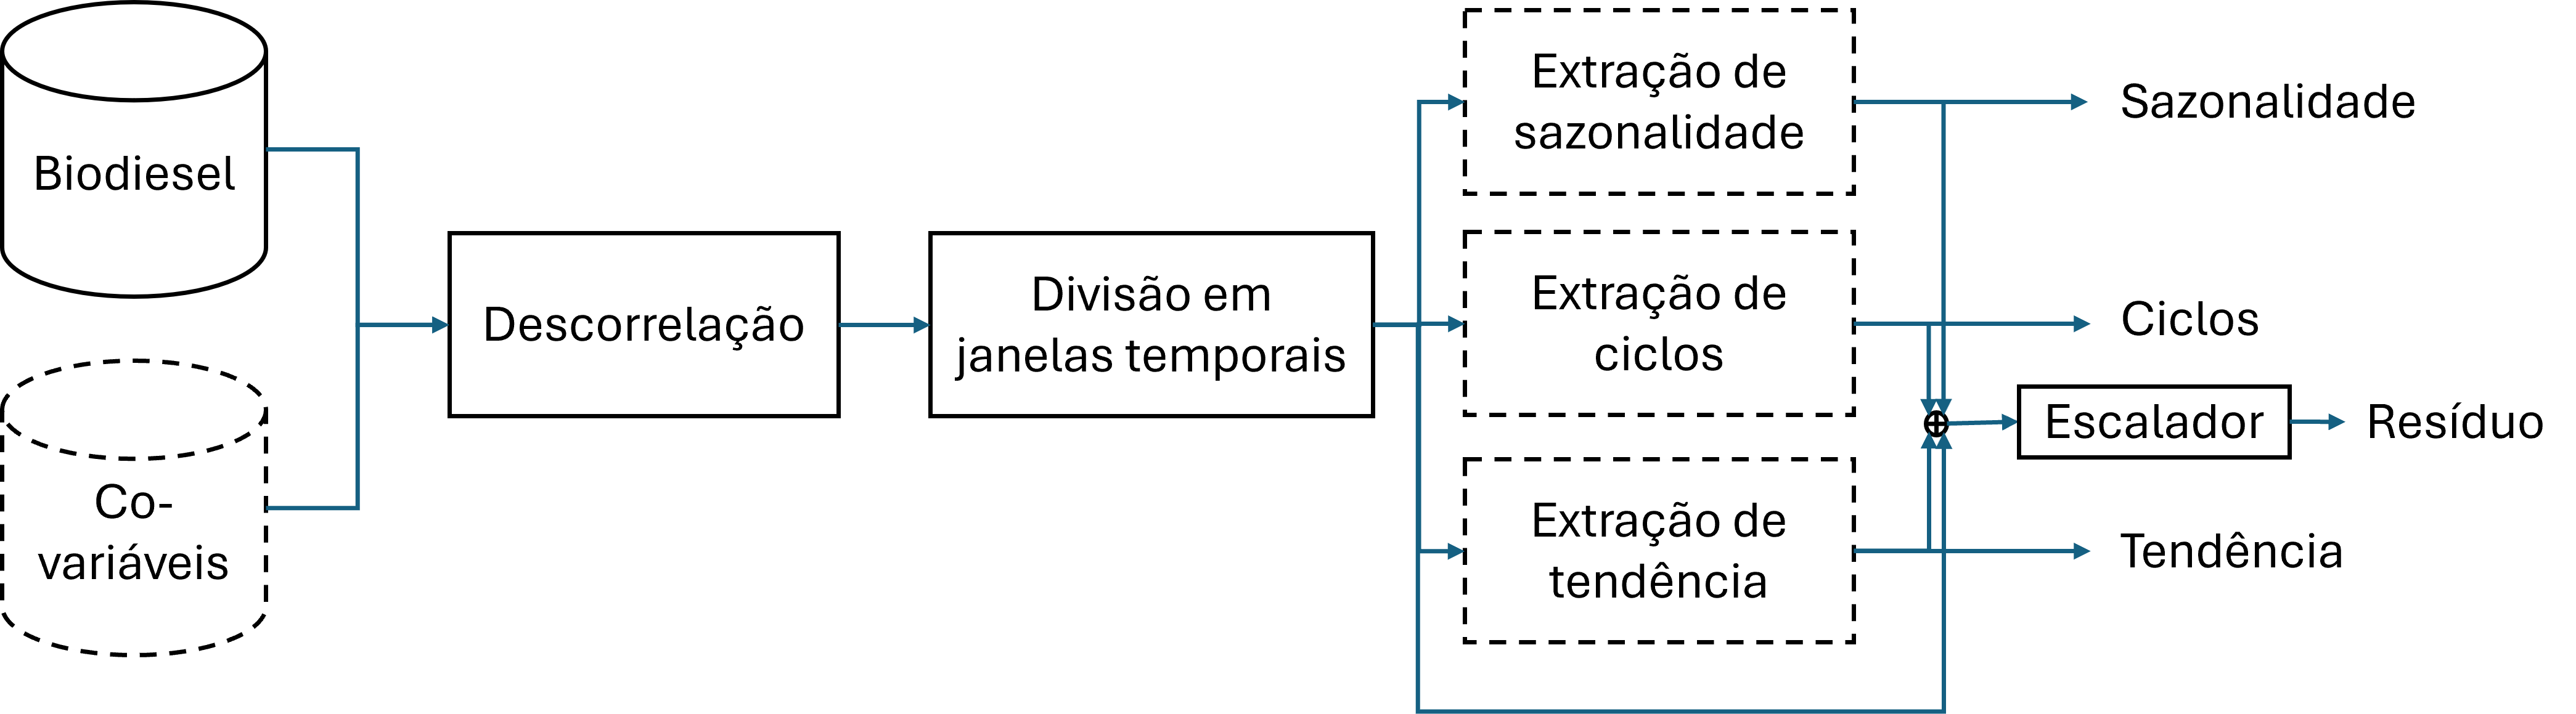 Biodiesel
Co-
variáveis
Descorrelação
Divisão em
janelas temporais
Extração de
sazonalidade
Extração de
ciclos
Extração de
tendência
Sazonalidade
Ciclos
Escalador
Resíduo
Tendência